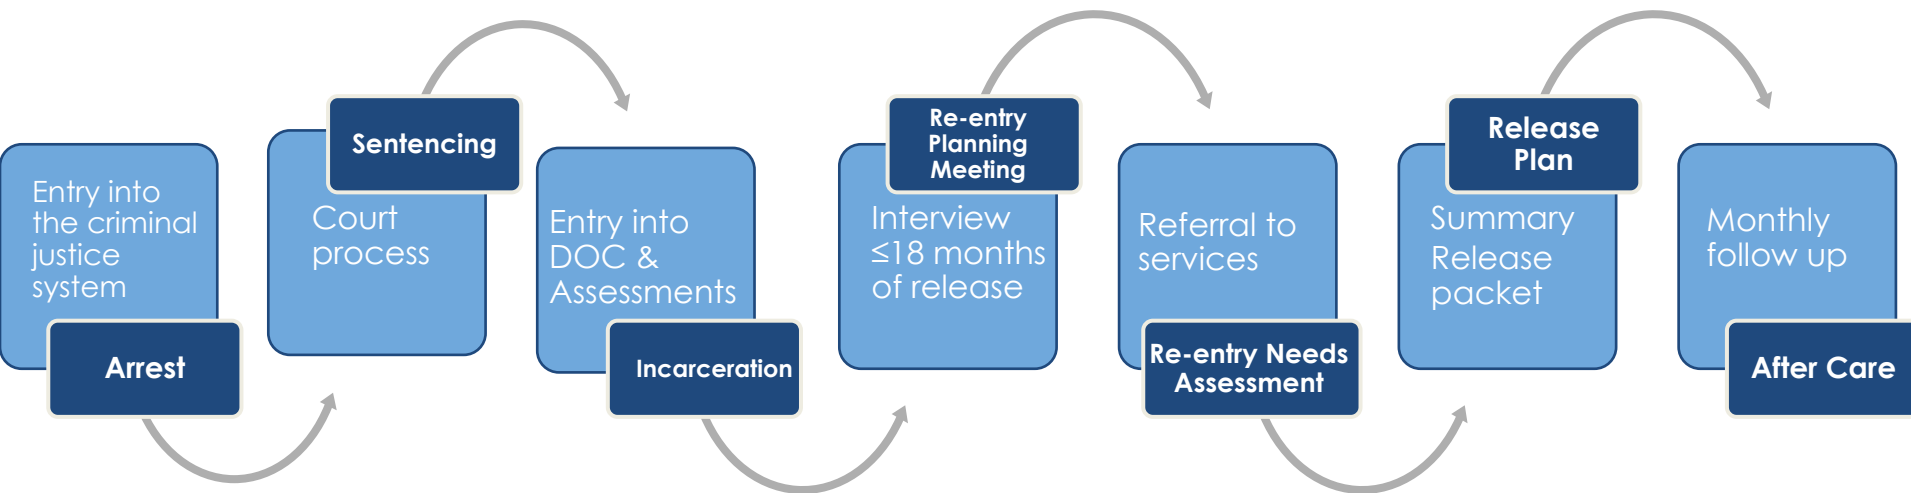 Entry into
the criminal
justice
system
Arrest
Sentencing
Court
process
Entry into
DOC &
Assessments
Incarceration
Re-entry
Planning
Meeting
Interview
≤18 months
of release
Referral to
services
Re-entry Needs
Assessment
Release
Plan
Summary
Release
packet
Monthly
follow up
After Care